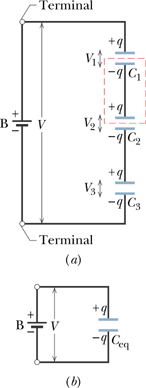 Terminal
+q
V₁
−q C₁
+
B − V
+q
V₂
−q C₂
+q
V₃
−q C₃
Terminal
(a)
+q
+
B − V
−q Ceq
(b)